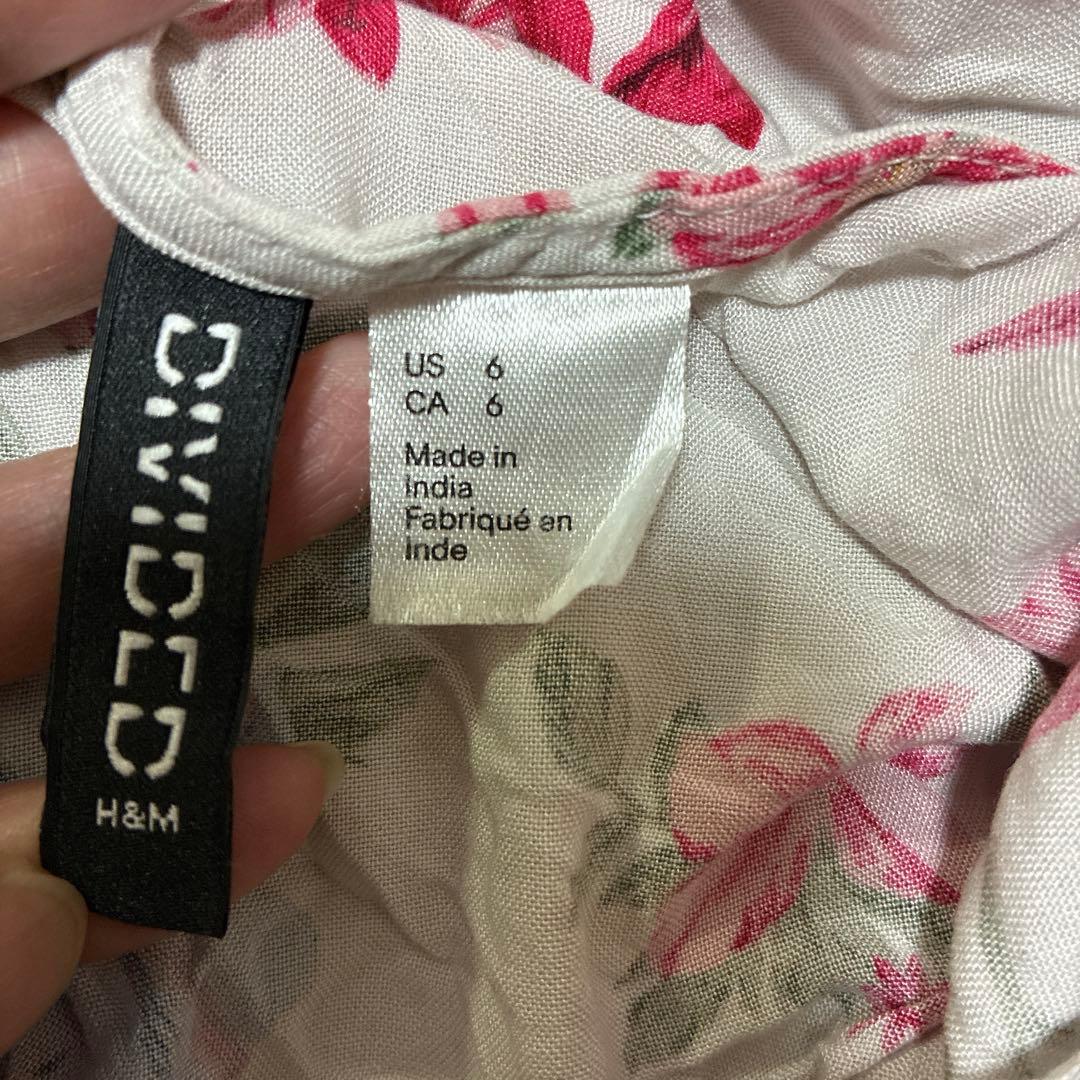 DIVIDED
H&M
US 6
CA 6
Made in
India
Fabriqué en
Inde